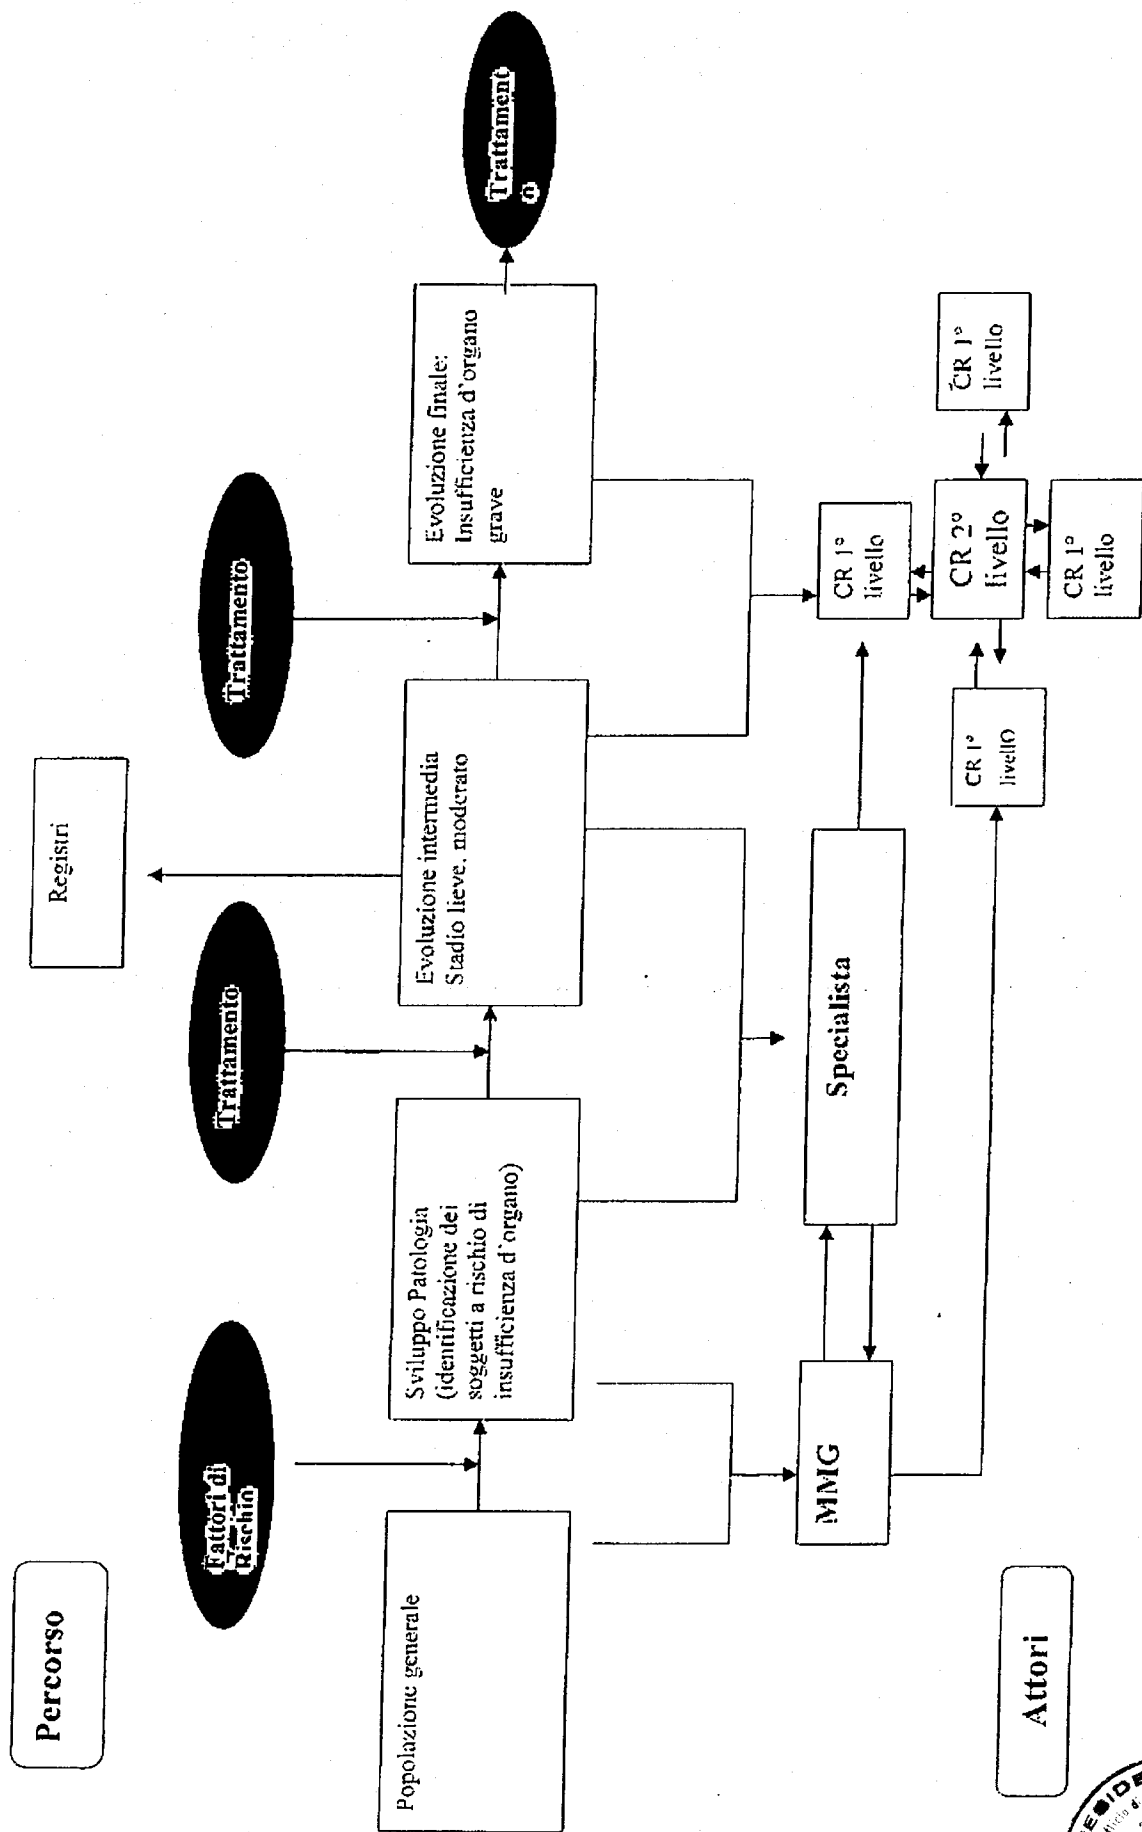 Percorso
Registri
Fattori di
Rischio
Trattamento
Trattamento
Trattament
o
Popolazione generale
Sviluppo Patologia
(identificazione dei
soggetti a rischio di
insufficienza d'organo)
Evoluzione intermedia
Stadio lieve, moderato
Evoluzione finale:
Insufficienza d'organo
grave
MMG
Specialista
CR 1°
livello
CR 1°
livello
CR 2°
livello
CR 1°
livello
CR 1°
livello
Attori